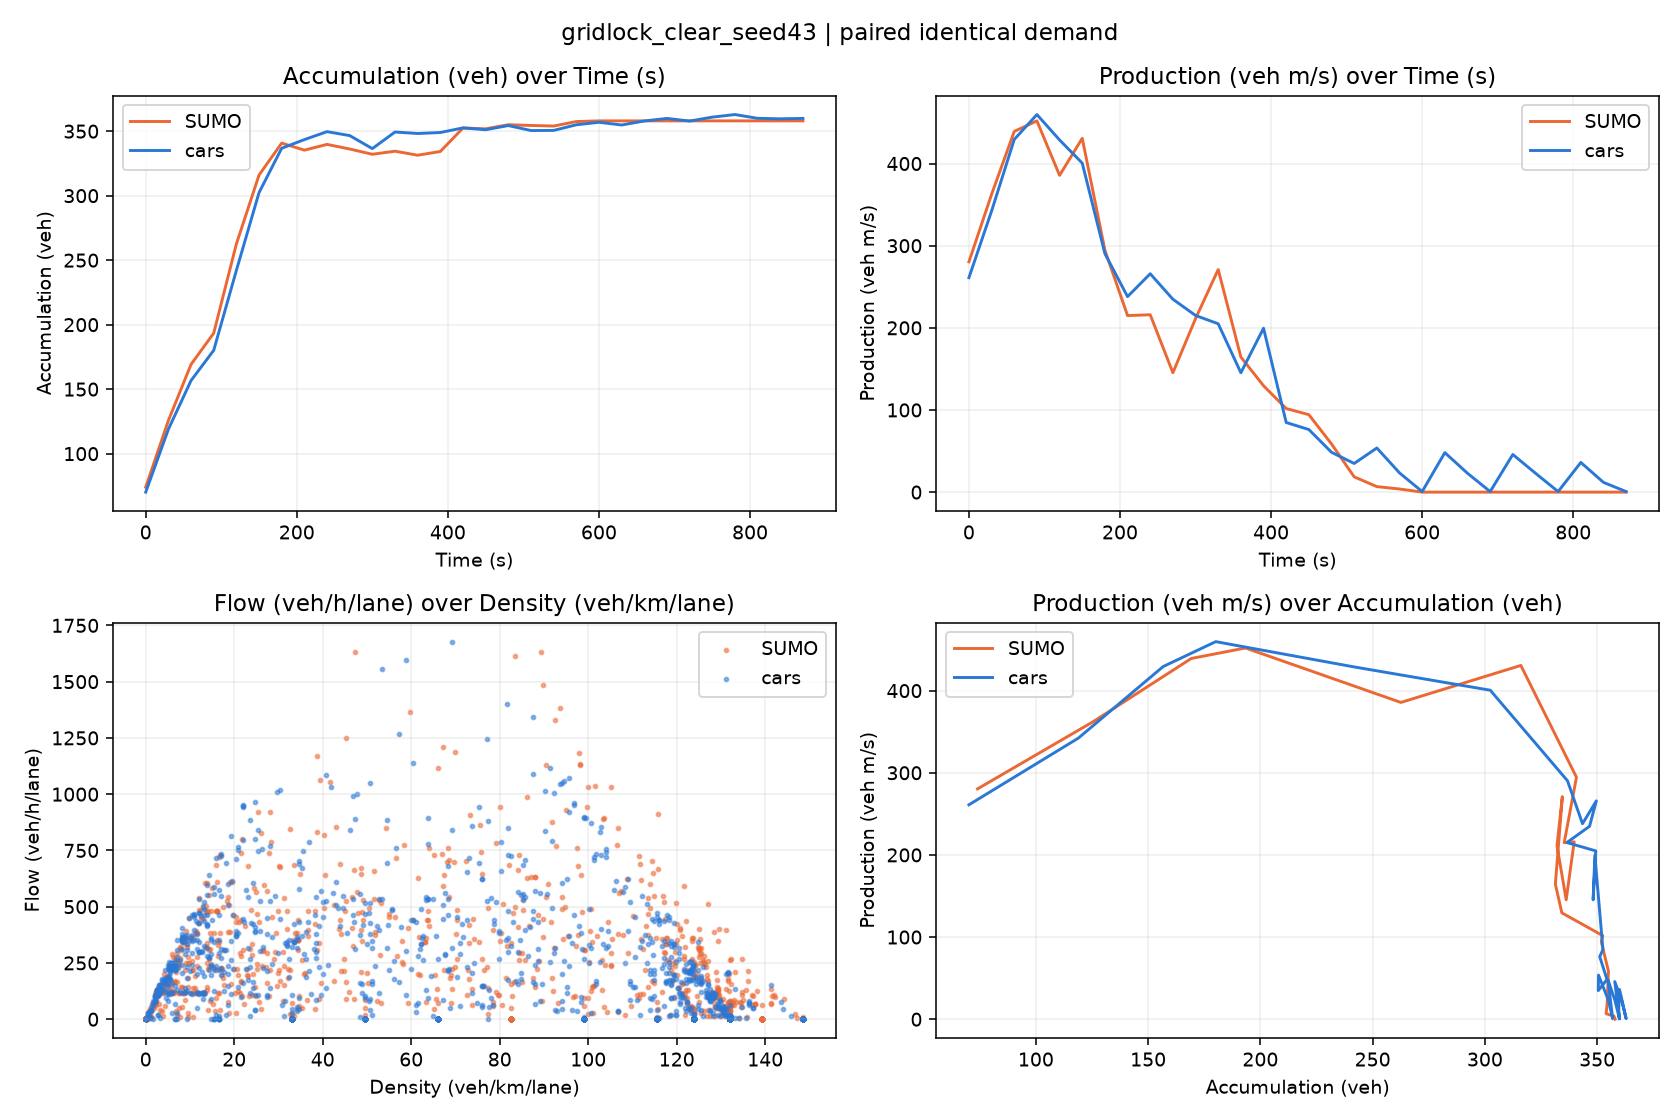 gridlock_clear_seed43 | paired identical demand
Accumulation (veh) over Time (s)
SUMO
cars
Accumulation (veh)
350
300
250
200
150
100
0 200 400 600 800
Time (s)
Production (veh m/s) over Time (s)
SUMO
cars
Production (veh m/s)
400
300
200
100
0
0 200 400 600 800
Time (s)
Flow (veh/h/lane) over Density (veh/km/lane)
SUMO
cars
Flow (veh/h/lane)
1750
1500
1250
1000
750
500
250
0
0 20 40 60 80 100 120 140
Density (veh/km/lane)
Production (veh m/s) over Accumulation (veh)
SUMO
cars
Production (veh m/s)
400
300
200
100
0
100 150 200 250 300 350
Accumulation (veh)